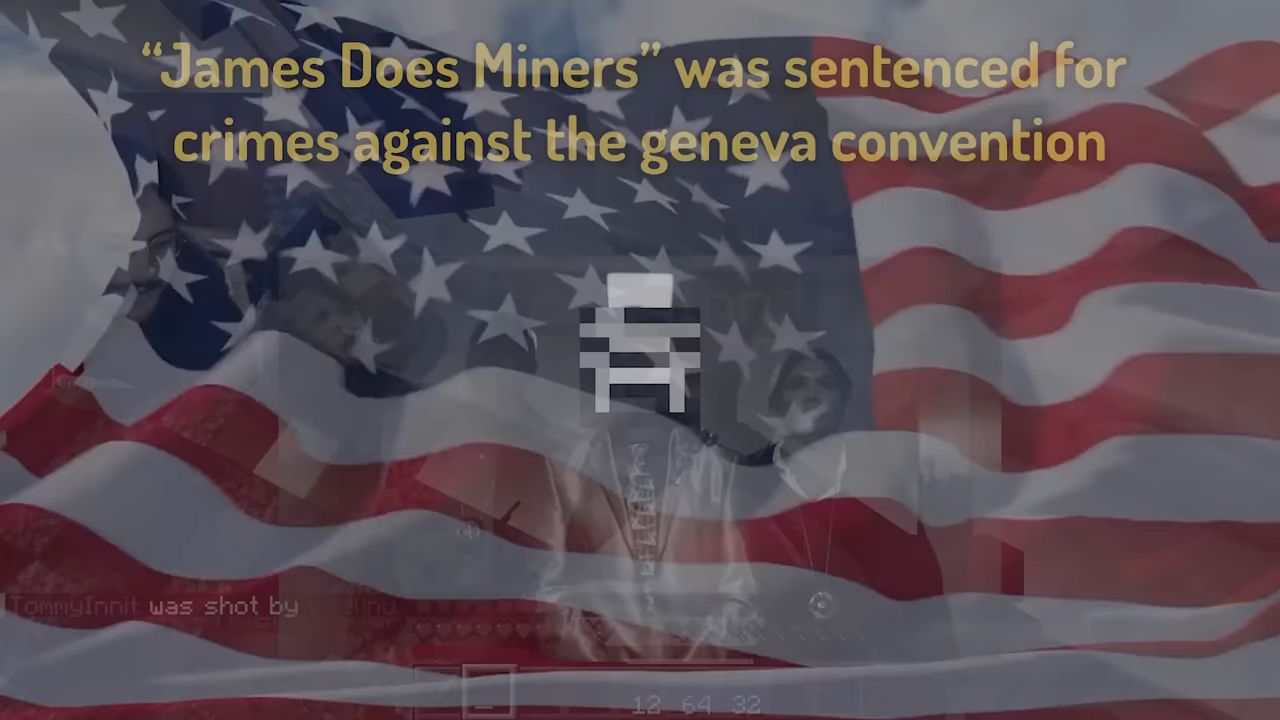 “James Does Miners” was sentenced for
crimes against the geneva convention
TommyInnit was shot by
12 64 32